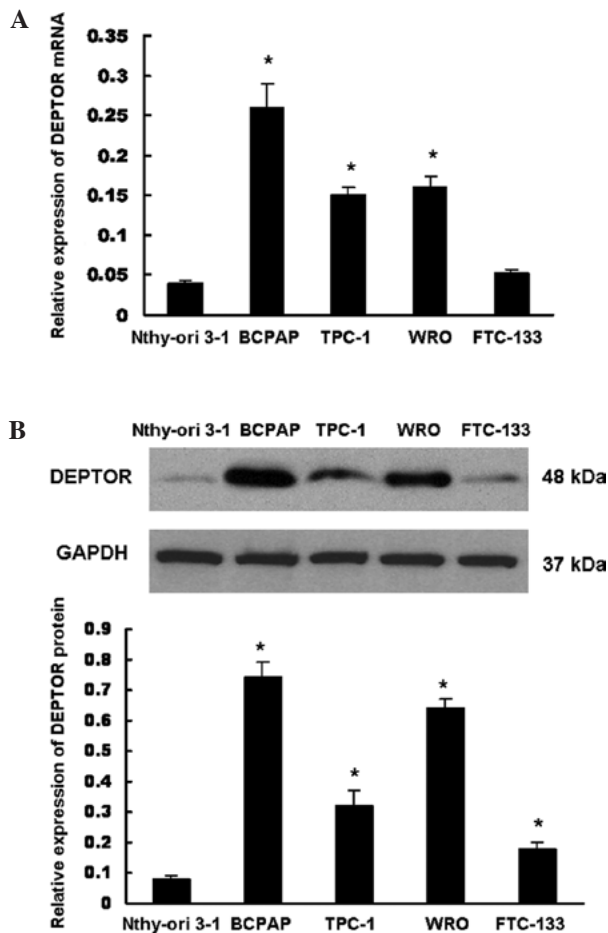 A
Relative expression of DEPTOR mRNA
0.35
0.3
0.25
0.2
0.15
0.1
0.05
0
*
*
*
Nthy-ori 3-1 BCPAP TPC-1 WRO FTC-133
B
Nthy-ori 3-1 BCPAP TPC-1 WRO FTC-133
DEPTOR 48 kDa
GAPDH 37 kDa
Relative expression of DEPTOR protein
0.9
0.8
0.7
0.6
0.5
0.4
0.3
0.2
0.1
0
*
*
*
*
Nthy-ori 3-1 BCPAP TPC-1 WRO FTC-133